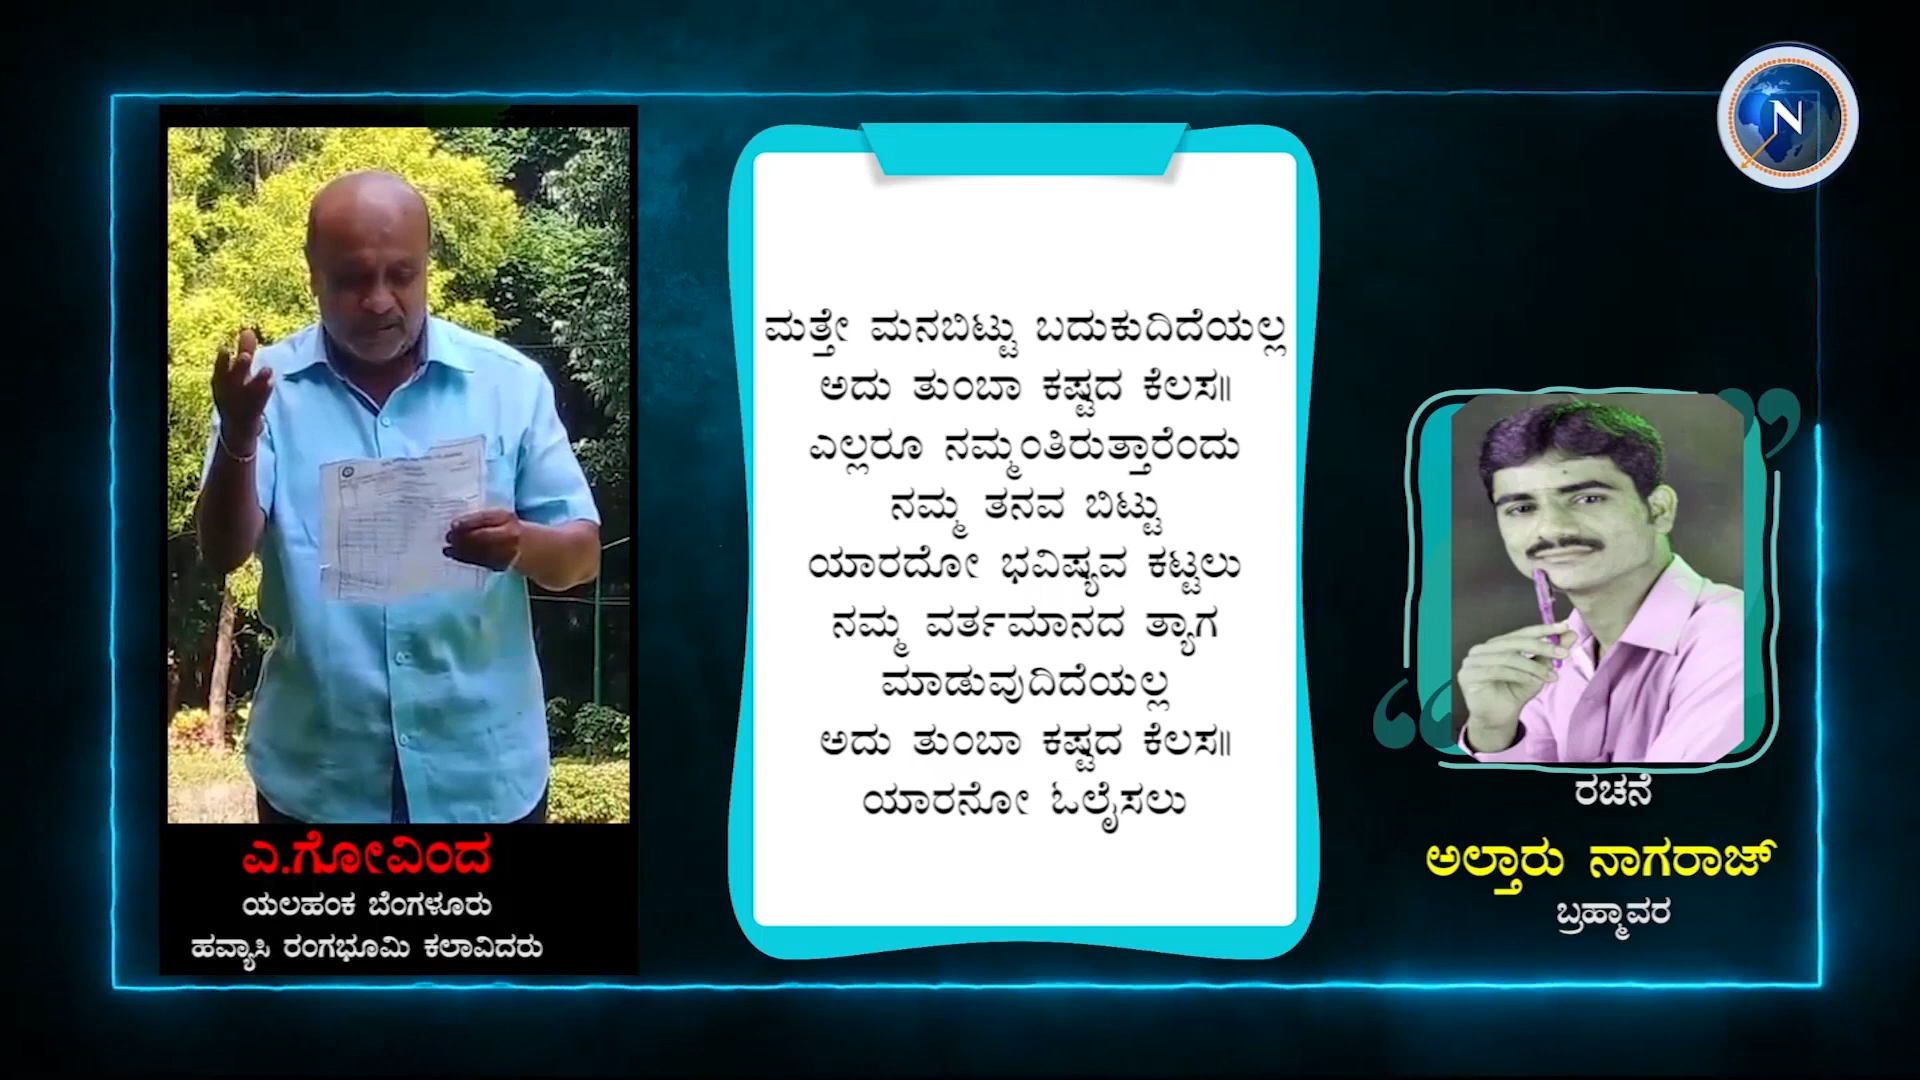 N
ಮತ್ತೇ ಮನಬಿಟ್ಟು ಬದುಕುದಿದೆಯಲ್ಲ
ಅದು ತುಂಬಾ ಕಷ್ಟದ ಕೆಲಸ॥
ಎಲ್ಲರೂ ನಮ್ಮಂತಿರುತ್ತಾರೆಂದು
ನಮ್ಮ ತನವ ಬಿಟ್ಟು
ಯಾರದೋ ಭವಿಷ್ಯವ ಕಟ್ಟಲು
ನಮ್ಮ ವರ್ತಮಾನದ ತ್ಯಾಗ
ಮಾಡುವುದಿದೆಯಲ್ಲ
ಅದು ತುಂಬಾ ಕಷ್ಟದ ಕೆಲಸ॥
ಯಾರನೋ ಓಲೈಸಲು
ಎ.ಗೋವಿಂದ
ಯಲಹಂಕ ಬೆಂಗಳೂರು
ಹವ್ಯಾಸಿ ರಂಗಭೂಮಿ ಕಲಾವಿದರು
ರಚನೆ
ಅಲ್ತಾರು ನಾಗರಾಜ್
ಬ್ರಹ್ಮಾವರ